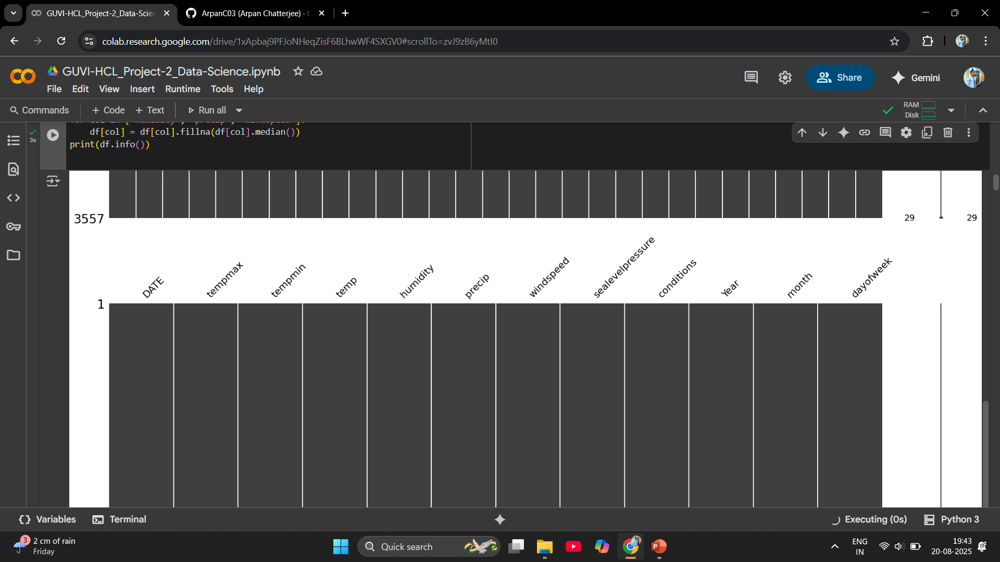 GUVI-HCL_Project-2_Data-Scien
ArpanC03 (Arpan Chatterjee) ·
colab.research.google.com/drive/1xApbaj9PFJoNHeqZisF6BLhwWF4SXGV0#scrollTo=zvJ9zB6yMtI0
GUVI-HCL_Project-2_Data-Science.ipynb
File Edit View Insert Runtime Tools Help
Share
Gemini
Commands + Code + Text Run all
RAM
Disk
3s
df[col] = df[col].fillna(df[col].median())
print(df.info())
3557
29
29
DATE tempmax tempmin temp humidity precip windspeed sealevelpressure conditions Year month dayofweek
1
{} Variables Terminal
Executing (0s) Python 3
3
2 cm of rain
Friday
Quick search
ENG
IN
19:43
20-08-2025